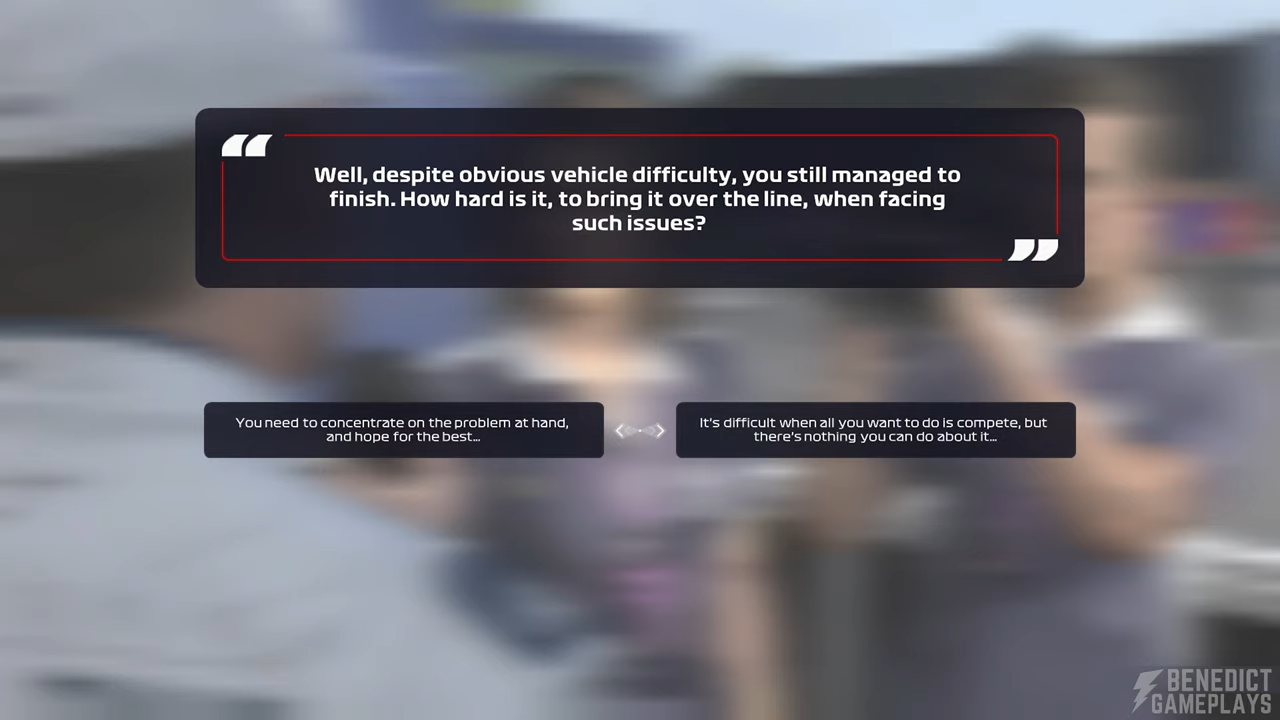 Well, despite obvious vehicle difficulty, you still managed to
finish. How hard is it, to bring it over the line, when facing
such issues?
You need to concentrate on the problem at hand,
and hope for the best...
It's difficult when all you want to do is compete, but
there's nothing you can do about it...
BENEDICT
GAMEPLAYS